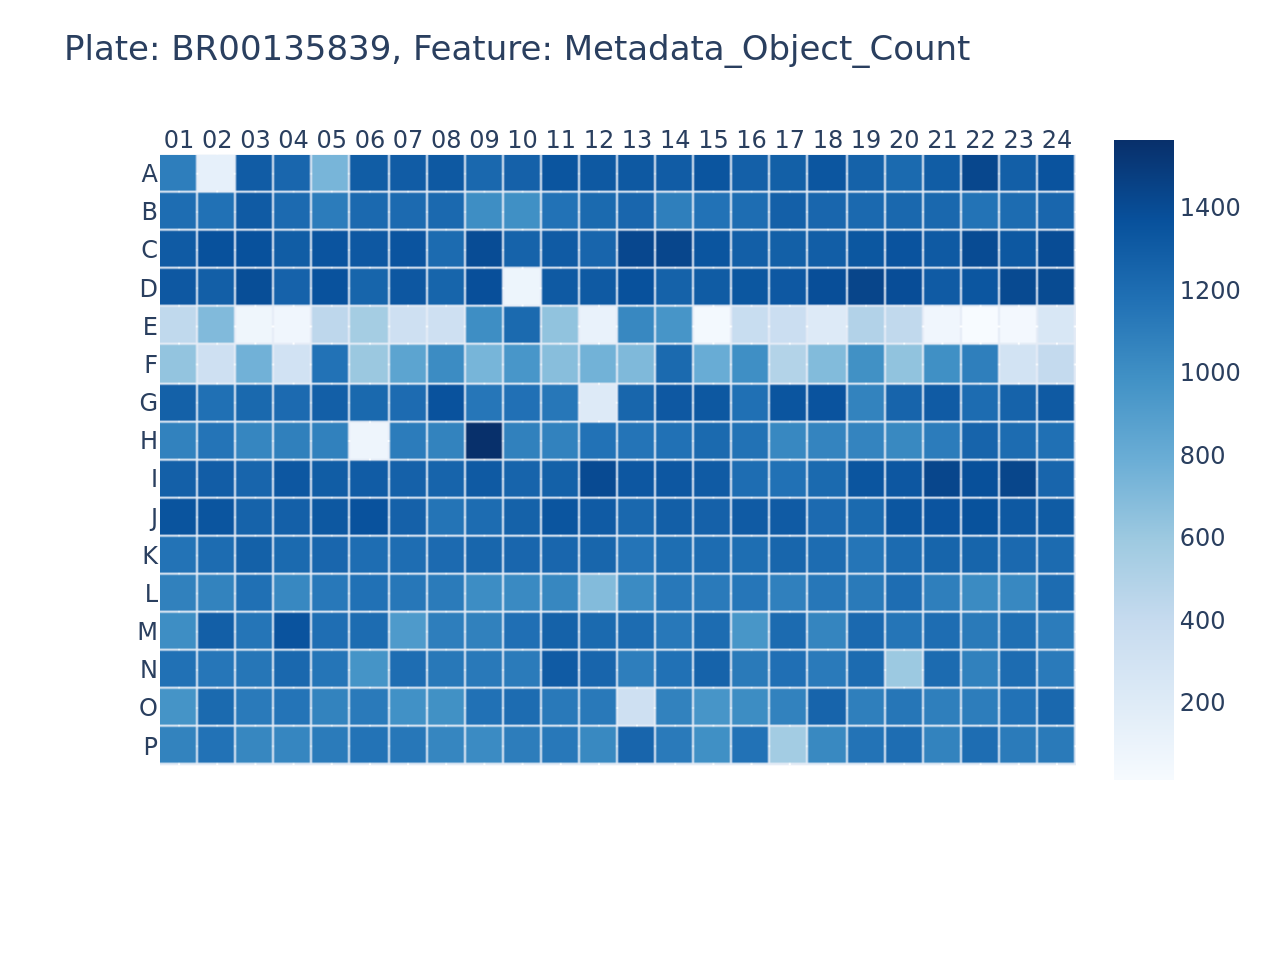 Plate: BR00135839, Feature: Metadata_Object_Count
01 02 03 04 05 06 07 08 09 10 11 12 13 14 15 16 17 18 19 20 21 22 23 24
A
B
C
D
E
F
G
H
I
J
K
L
M
N
O
P
1400
1200
1000
800
600
400
200